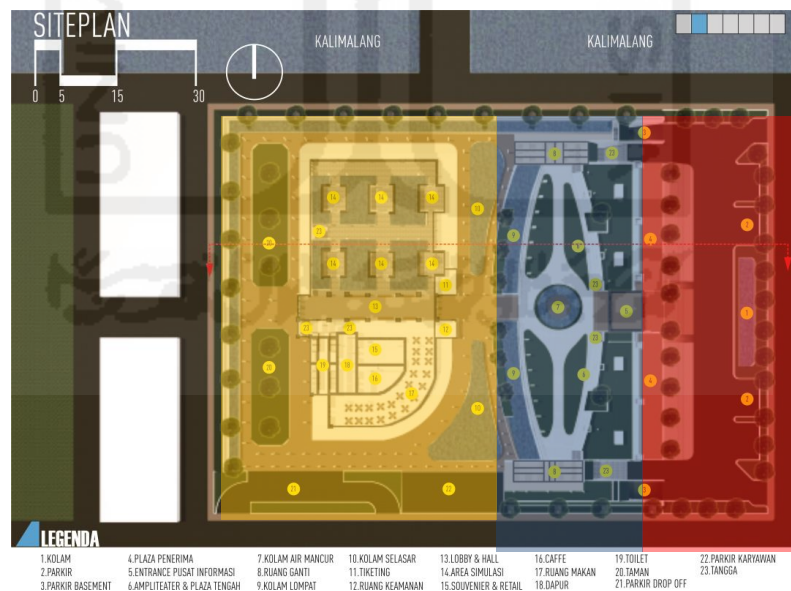 SITEPLAN
KALIMALANG
KALIMALANG
0 5 15 30
LEGENDA
1.KOLAM
2.PARKIR
3.PARKIR BASEMENT
4.PLAZA PENERIMA
5.ENTRANCE PUSAT INFORMASI
6.AMPLITEATER & PLAZA TENGAH
7.KOLAM AIR MANCUR
8.RUANG GANTI
9.KOLAM LOMPAT
10.KOLAM SELASAR
11.TIKETING
12.RUANG KEAMANAN
13.LOBBY & HALL
14.AREA SIMULASI
15.SOUVENIER & RETAIL
16.CAFFE
17.RUANG MAKAN
18.DAPUR
19.TOILET
20.TAMAN
21.PARKIR DROP OFF
22.PARKIR KARYAWAN
23.TANGGA